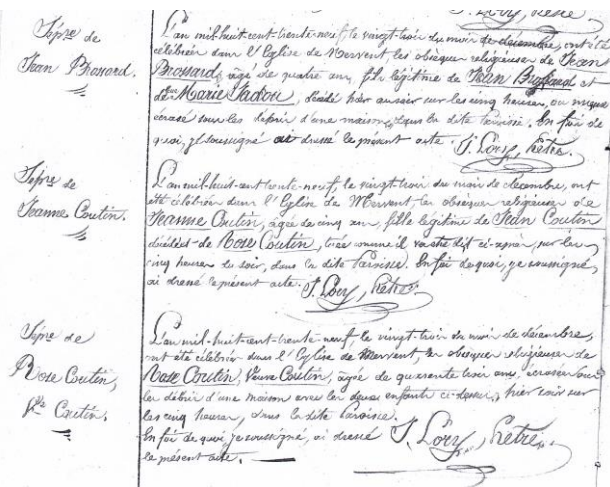 J. Lory, Prêtre
Sépre de
Jean Brossard.
L'an mil-huit-cent-trente-neuf, le vingt-trois du mois de décembre, ont été
célébrées dans l'Eglise de Mervent, les obsèques religieuses de Jean
Brossard, âgé de quatre ans, fils légitime de Jean Brossard et
de Marie Jadou, décédé hier au soir sur les cinq heures,
écrasé sous les débris d'une maison, dans la dite Paroisse. En foi de
quoi, je soussigné ai dressé le présent acte. J. Lory, Prêtre.
Sépre de
Jeanne Coutin.
L'an mil-huit-cent-trente-neuf, le vingt-trois du mois de décembre, ont
été célébrées dans l'Eglise de Mervent, les obsèques religieuses de
Jeanne Coutin, âgée de cinq ans, fille légitime de Jean Coutin
décédé et de Rose Coutin, tuée comme il va être dit ci-après, sur les
cinq heures du soir, dans la dite Paroisse. En foi de quoi, je soussigné,
ai dressé le présent acte. J. Lory, Prêtre.
Sépre de
Rose Coutin,
Ve Coutin.
L'an mil-huit-cent-trente-neuf, le vingt-trois du mois de décembre,
ont été célébrées dans l'Eglise de Mervent, les obsèques religieuses de
Rose Coutin, Veuve Coutin, âgée de quarante trois ans, écrasée sous
les débris d'une maison avec les deux enfants ci-dessus, hier soir sur
les cinq heures, dans la dite Paroisse.
En foi de quoi, je soussigné, ai dressé J. Lory, Prêtre.
le présent acte.